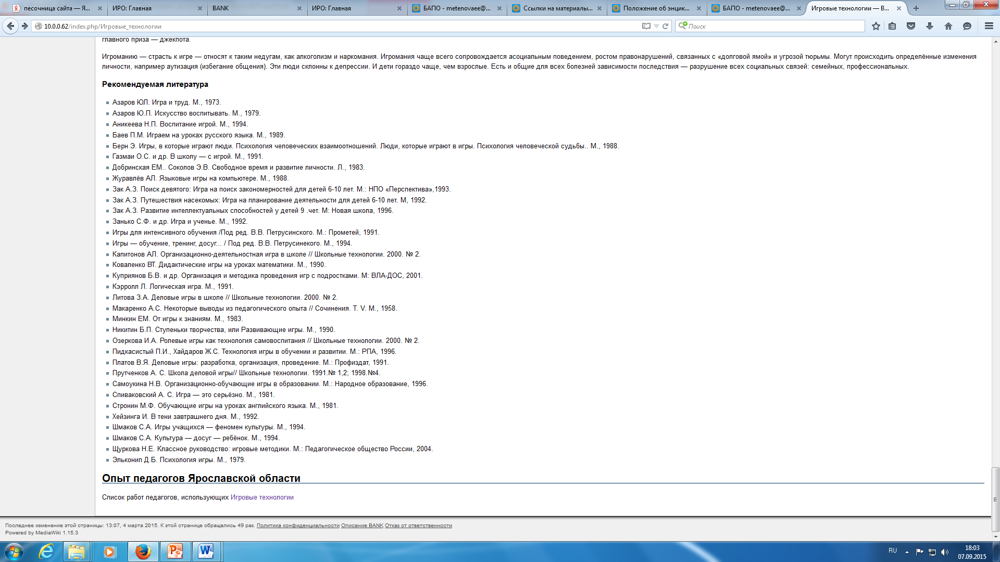 песочница сайта — Я...
ИРО: Главная
BANK
ИРО: Главная
БАПО - metenovaee@...
Ссылки на материалы...
Положение об энцик...
БАПО - metenovaee@...
Игровые технологии — B...
10.0.0.62/index.php/Игровые_технологии
Поиск
главного приза — джекпота.
Игроманию — страсть к игре — относят к таким недугам, как алкоголизм и наркомания. Игромания чаще всего сопровождается асоциальным поведением, ростом правонарушений, связанных с «долговой ямой» и угрозой тюрьмы. Могут происходить определённые изменения
личности, например аутизация (избегание общения). Эти люди склонны к депрессии. И дети гораздо чаще, чем взрослые. Есть и общие для всех болезней зависимости последствия — разрушение всех социальных связей: семейных, профессиональных.
Рекомендуемая литература
Азаров ЮЛ. Игра и труд. М., 1973.
Азаров Ю.П. Искусство воспитывать. М., 1979.
Аникеева Н.П. Воспитание игрой. М., 1994.
Баев П.М. Играем на уроках русского языка. М., 1989.
Берн Э. Игры, в которые играют люди. Психология человеческих взаимоотношений. Люди, которые играют в игры. Психология человеческой судьбы.. М., 1988.
Газмаи О.С. и др. В школу — с игрой. М., 1991.
Добринская ЕМ.. Соколов Э.В. Свободное время и развитие личности. Л., 1983.
Журавлёв АЛ. Языковые игры на компьютере. М., 1988.
Зак А.З. Поиск девятого: Игра на поиск закономерностей для детей 6-10 лет. М.: НПО «Перспектива»,1993.
Зак А.З. Путешествия насекомых: Игра на планирование деятельности для детей 6-10 лет. М, 1992.
Зак А.З. Развитие интеллектуальных способностей у детей 9 .чет. М: Новая школа, 1996.
Занько С.Ф. и др. Игра и ученье. М., 1992.
Игры для интенсивного обучения /Под ред. В.В. Петрусинского. М.: Прометей, 1991.
Игры — обучение, тренинг, досуг... / Под ред. В.В. Петрусинекого. М., 1994.
Капитонов АЛ. Организационно-деятельностная игра в школе // Школьные технологии. 2000. № 2.
Коваленко ВТ. Дидактические игры на уроках математики. М., 1990.
Куприянов Б.В. и др. Организация и методика проведения игр с подростками. М: ВЛА-ДОС, 2001.
Кэрролл Л. Логическая игра. М., 1991.
Литова З.А. Деловые игры в школе // Школьные технологии. 2000. № 2.
Макаренко А.С. Некоторые выводы из педагогического опыта // Сочинения. Т. V. М., 1958.
Минкин ЕМ. От игры к знаниям. М., 1983.
Никитин Б.П. Ступеньки творчества, или Развивающие игры. М., 1990.
Озеркова И.А. Ролевые игры как технология самовоспитания // Школьные технологии. 2000. № 2.
Пидкасистый П.И., Хайдаров Ж.С. Технология игры в обучении и развитии. М.: РПА, 1996.
Платов В.Я. Деловые игры: разработка, организация, проведение. М.: Профиздат, 1991.
Прутченков А. С. Школа деловой игры// Школьные технологии. 1991.№ 1,2; 1998.№4.
Самоукина Н.В. Организационно-обучающие игры в образовании. М.: Народное образование, 1996.
Спиваковский А. С. Игра — это серьёзно. М., 1981.
Стронин М.Ф. Обучающие игры на уроках английского языка. М., 1981.
Хейзинга И. В тени завтрашнего дня. М., 1992.
Шмаков С.А. Игры учащихся — феномен культуры. М., 1994.
Шмаков С.А. Культура — досуг — ребёнок. М., 1994.
Щуркова Н.Е. Классное руководство: игровые методики. М.: Педагогическое общество России, 2004.
Элькoнип Д.Б. Психология игры. М., 1979.
Опыт педагогов Ярославской области
Список работ педагогов, использующих Игровые технологии
Последнее изменение этой страницы: 13:07, 4 марта 2015. К этой странице обращались 49 раз. Политика конфиденциальности Описание BANK Отказ от ответственности
Powered by MediaWiki 1.15.3
RU
18:03
07.09.2015